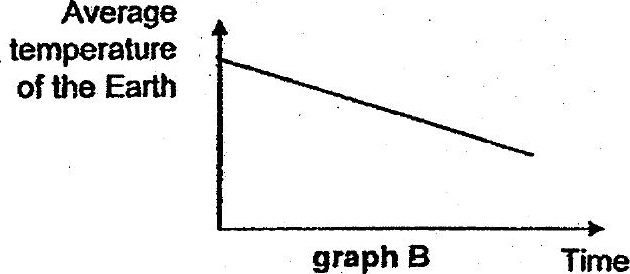 Average
temperature
of the Earth
graph B
Time